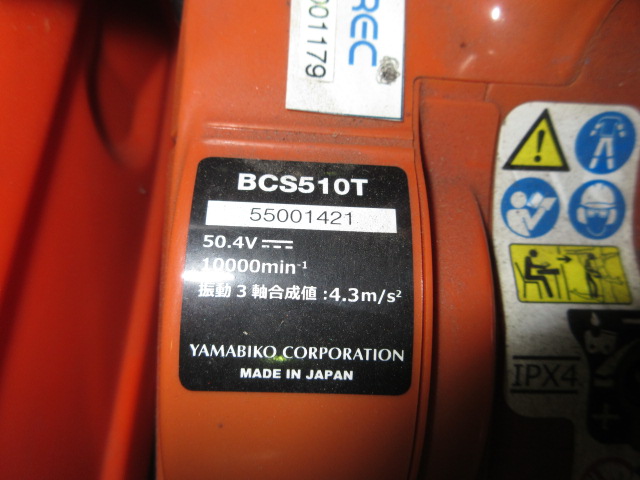 REC
001179
BCS510T
55001421
50.4V
10000min⁻¹
振動3軸合成値:4.3m/s²
YAMABIKO CORPORATION
MADE IN JAPAN
IPX4